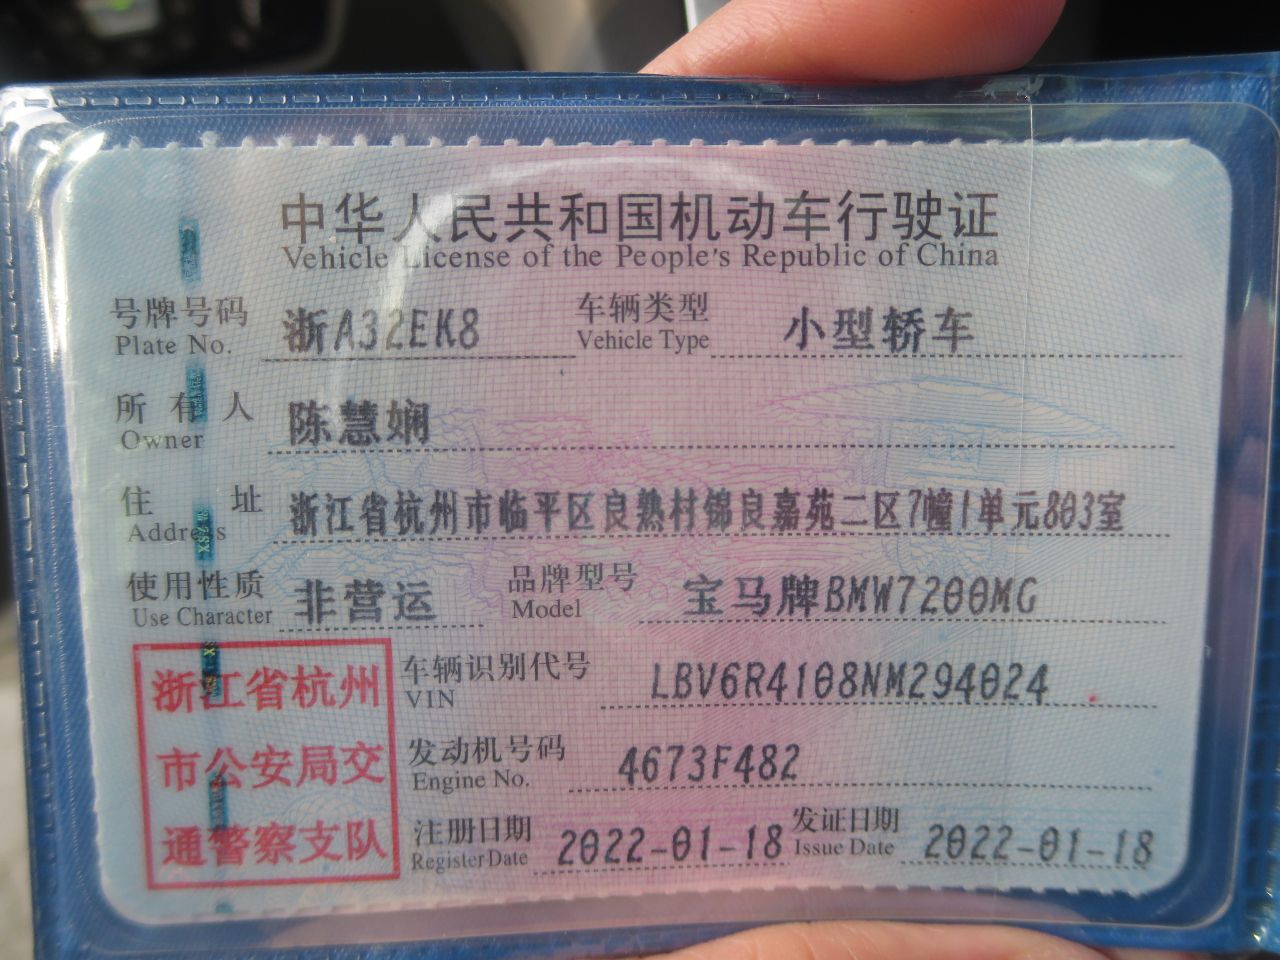 中华人民共和国机动车行驶证
Vehicle License of the People's Republic of China
号牌号码 浙A32EK8 车辆类型 小型轿车
Plate No. Vehicle Type
所有人 陈慧娴
Owner
住址 浙江省杭州市临平区良熟村锦良嘉苑二区7幢1单元803室
Address
使用性质 非营运 品牌型号 宝马牌BMW7200MG
Use Character Model
车辆识别代号 LBV6R4108NM294024
VIN
发动机号码 4673F482
Engine No.
注册日期 2022-01-18 发证日期 2022-01-18
Register Date Issue Date
浙江省杭州
市公安局交
通警察支队